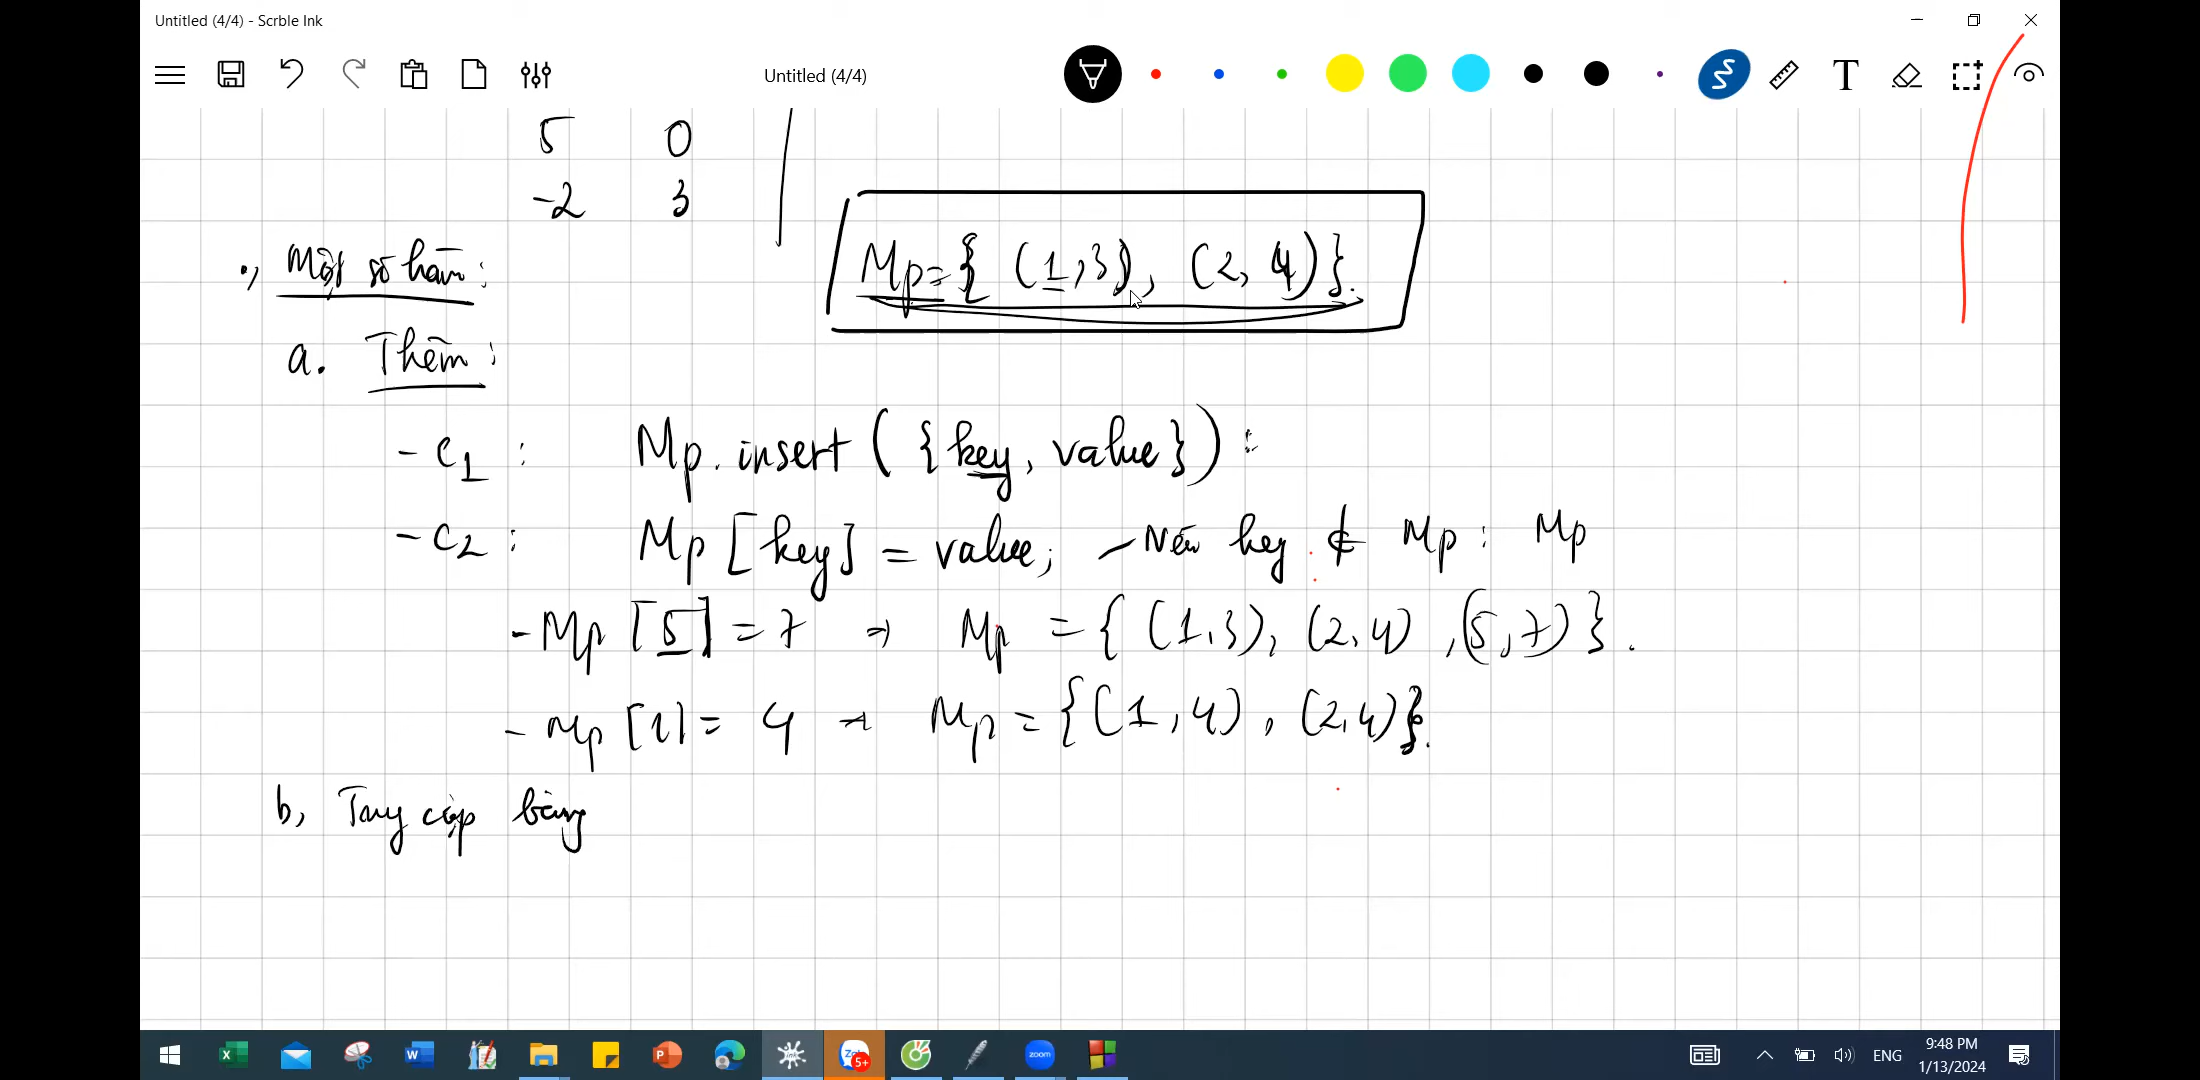 Untitled (4/4) - Scrble Ink
Untitled (4/4)
T
5 0
-2 3
Mp = { (1,3), (2, 4)}.
•, Một số hàm :
a. Thêm :
- C1 : Mp. insert ( {key, value} ) :
- C2 : Mp [key] = value; - Nếu key ∉ Mp : Mp
- Mp [5] = 7 → Mp = { (1,3), (2,4) , (5,7) } .
- Mp [1] = 4 → Mp = {(1,4) , (2,4)}.
b, Truy cập bằng
zoom
5+
ENG
9:48 PM
1/13/2024